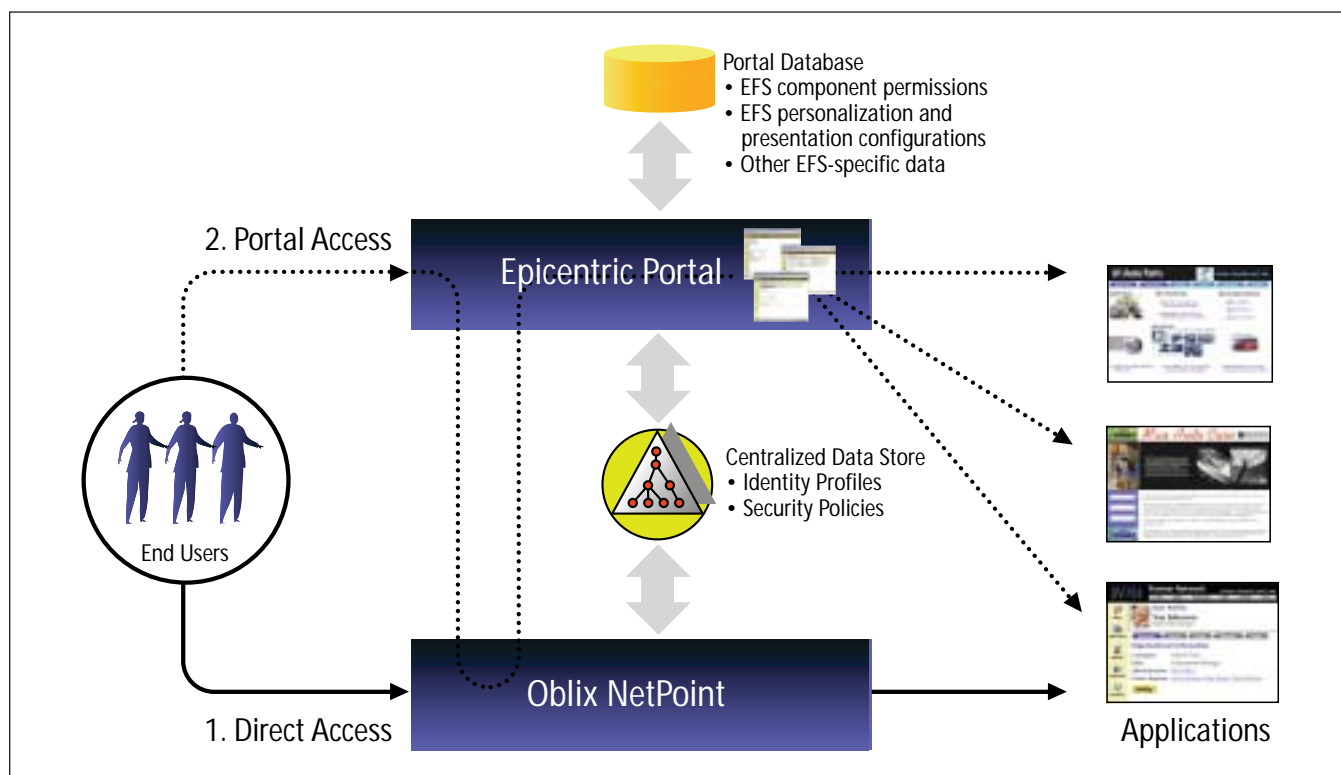 Portal Database
• EFS component permissions
• EFS personalization and
presentation configurations
• Other EFS-specific data
2. Portal Access
Epicentric Portal
End Users
Centralized Data Store
• Identity Profiles
• Security Policies
Oblix NetPoint
1. Direct Access
Applications